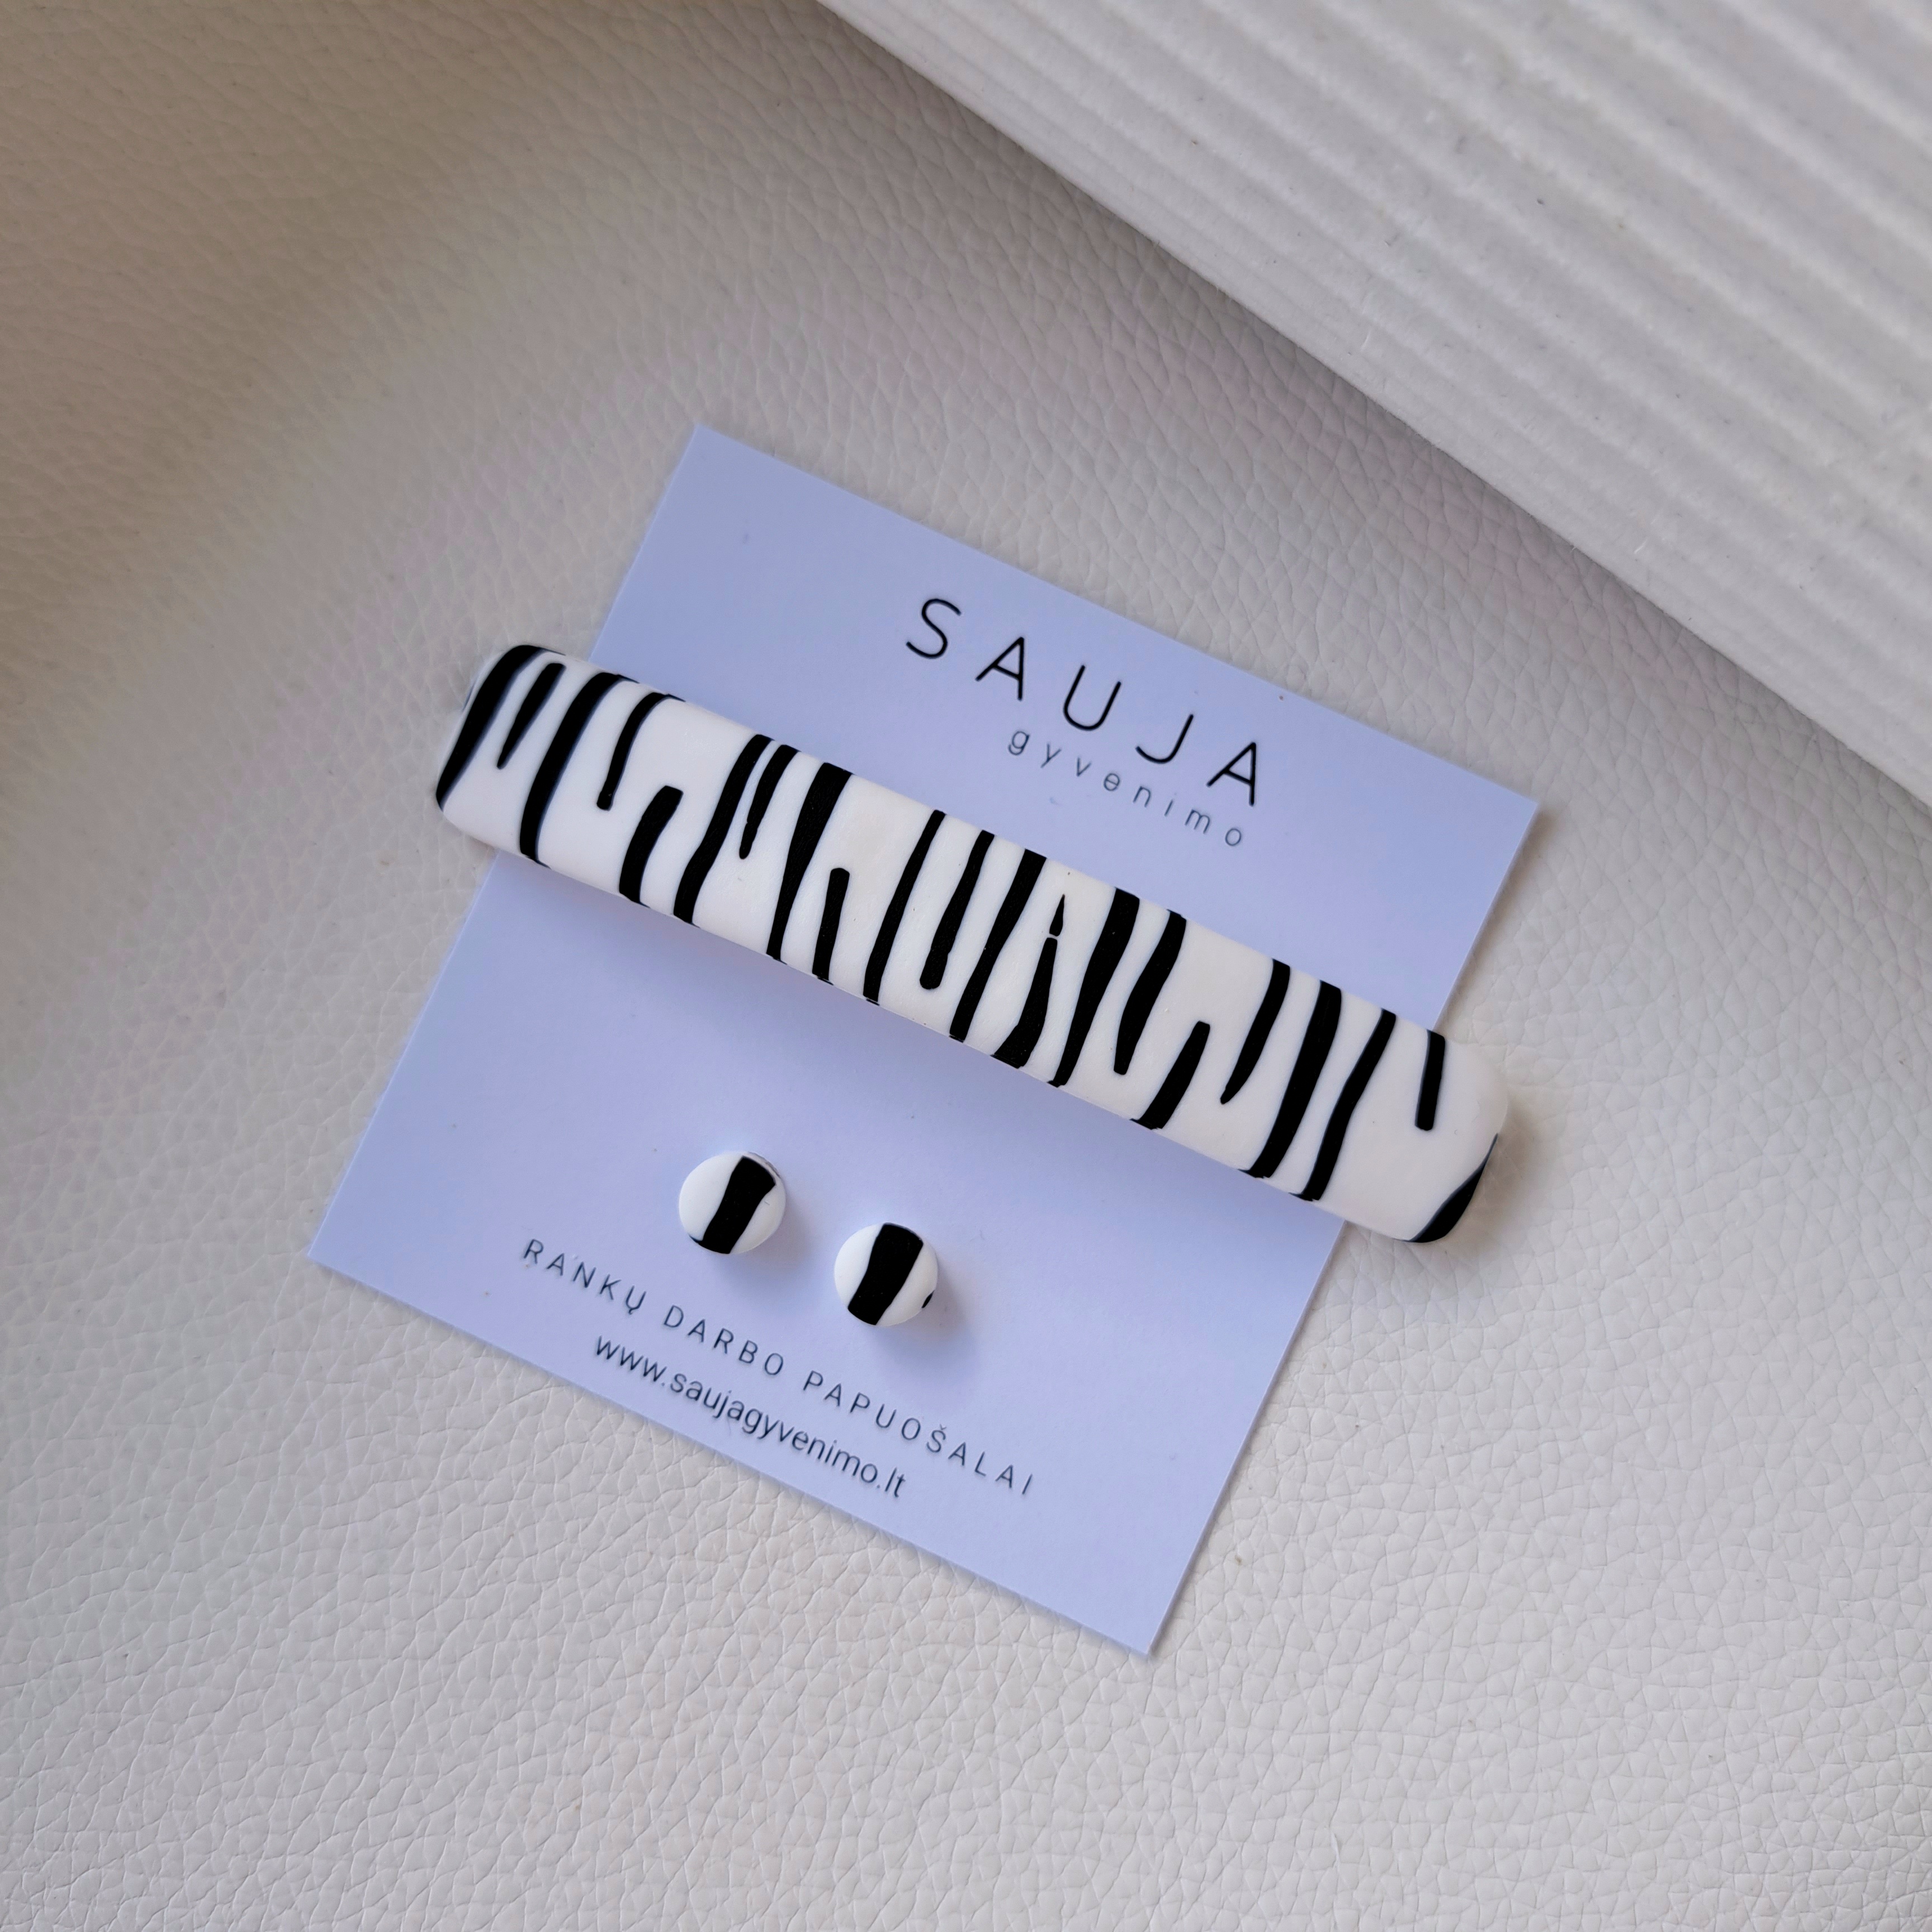 SAUJA
gyvenimo
RANKŲ DARBO PAPUOŠALAI
www.saujagyvenimo.lt